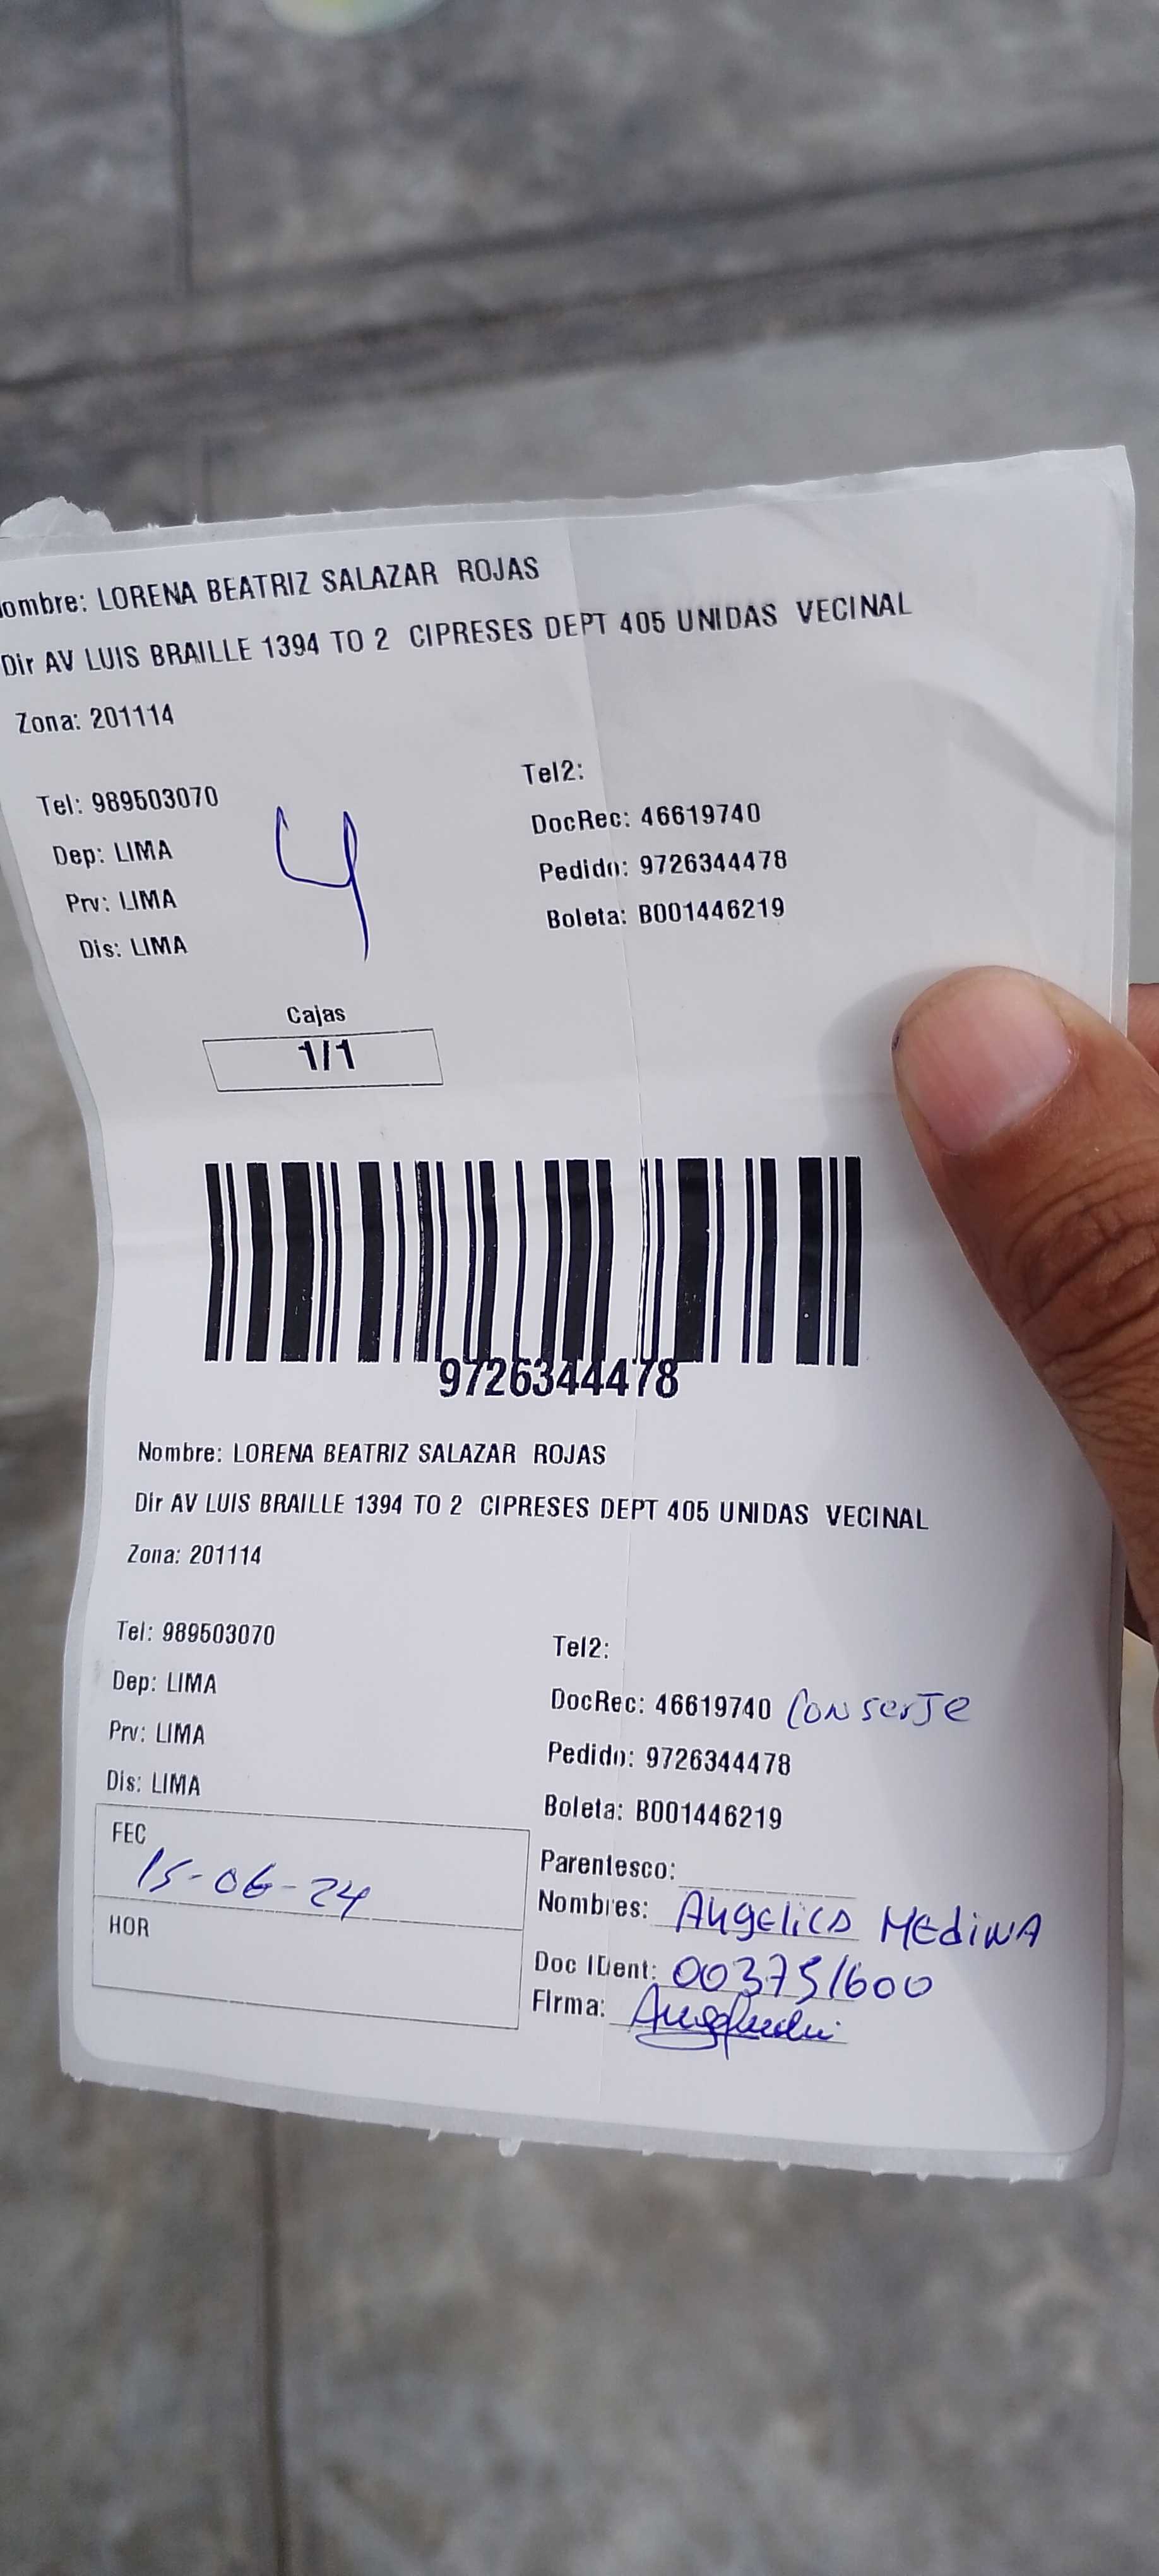 ombre: LORENA BEATRIZ SALAZAR ROJAS
Dir AV LUIS BRAILLE 1394 TO 2 CIPRESES DEPT 405 UNIDAS VECINAL
Zona: 201114
Tel2:
Tel: 989503070
DocRec: 46619740
Dep: LIMA
Pedido: 9726344478
Prv: LIMA
Boleta: B001446219
Dis: LIMA
4
Cajas
1/1
9726344478
Nombre: LORENA BEATRIZ SALAZAR ROJAS
Dir AV LUIS BRAILLE 1394 TO 2 CIPRESES DEPT 405 UNIDAS VECINAL
Zona: 201114
Tel: 989503070
Tel2:
Dep: LIMA
DocRec: 46619740 Conserje
Prv: LIMA
Pedido: 9726344478
Dis: LIMA
Boleta: B001446219
FEC
15-06-24
HOR
Parentesco:
Nombres: Angelica MEDINA
Doc IDent: 003751600
Firma: